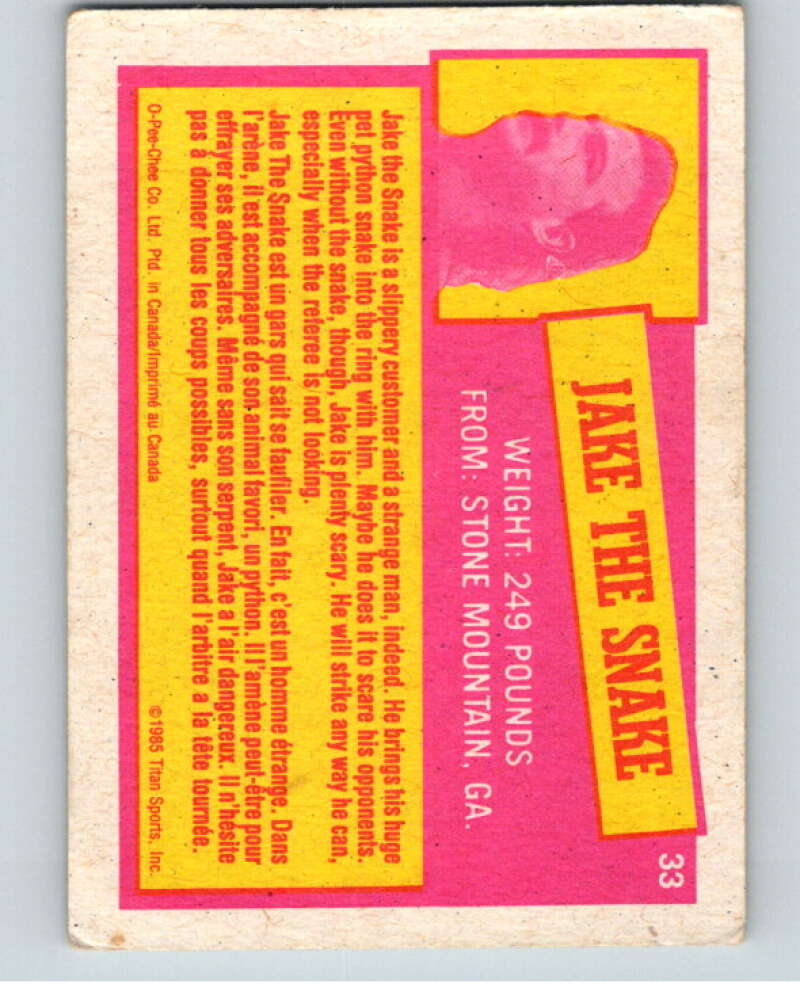 33
JAKE THE SNAKE
WEIGHT: 249 POUNDS
FROM: STONE MOUNTAIN, GA.
Jake the Snake is a slippery customer and a strange man, indeed. He brings his huge
pet python snake into the ring with him. Maybe he does it to scare his opponents.
Even without the snake, though, Jake is plenty scary. He will strike any way he can,
especially when the referee is not looking.
Jake The Snake est un gars qui sait se faufiler. En fait, c'est un homme étrange. Dans
l'arène, il est accompagné de son animal favori, un python. Il l'amène peut-être pour
effrayer ses adversaires. Même sans son serpent, Jake a l'air dangereux. Il n'hésite
pas à donner tous les coups possibles, surtout quand l'arbitre a la tête tournée.
O-Pee-Chee Co. Ltd. Ptd. in Canada/Imprimé au Canada ©1985 Titan Sports, Inc.